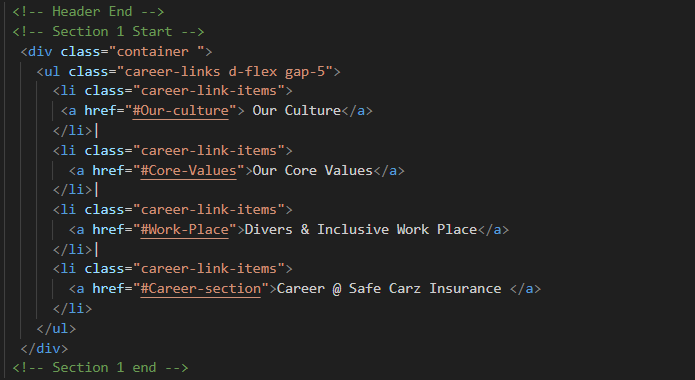 <!-- Header End -->
<!-- Section 1 Start -->
<div class="container ">
<ul class="career-links d-flex gap-5">
<li class="career-link-items">
<a href="#Our-culture"> Our Culture</a>
</li>|
<li class="career-link-items">
<a href="#Core-Values">Our Core Values</a>
</li>|
<li class="career-link-items">
<a href="#Work-Place">Divers & Inclusive Work Place</a>
</li>|
<li class="career-link-items">
<a href="#Career-section">Career @ Safe Carz Insurance </a>
</li>
</ul>
</div>
<!-- Section 1 end -->